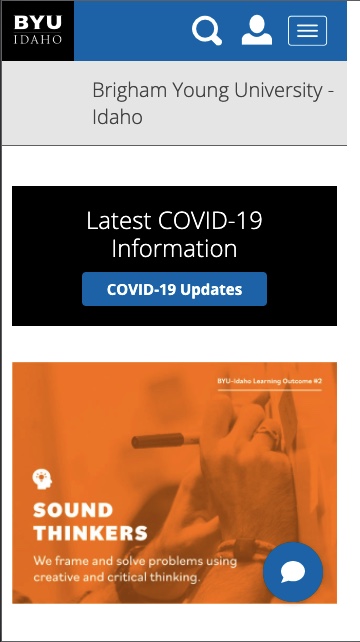 BYU
IDAHO
Brigham Young University -
Idaho
Latest COVID-19
Information
COVID-19 Updates
BYU-Idaho Learning Outcome #2
SOUND
THINKERS
We frame and solve problems using
creative and critical thinking.